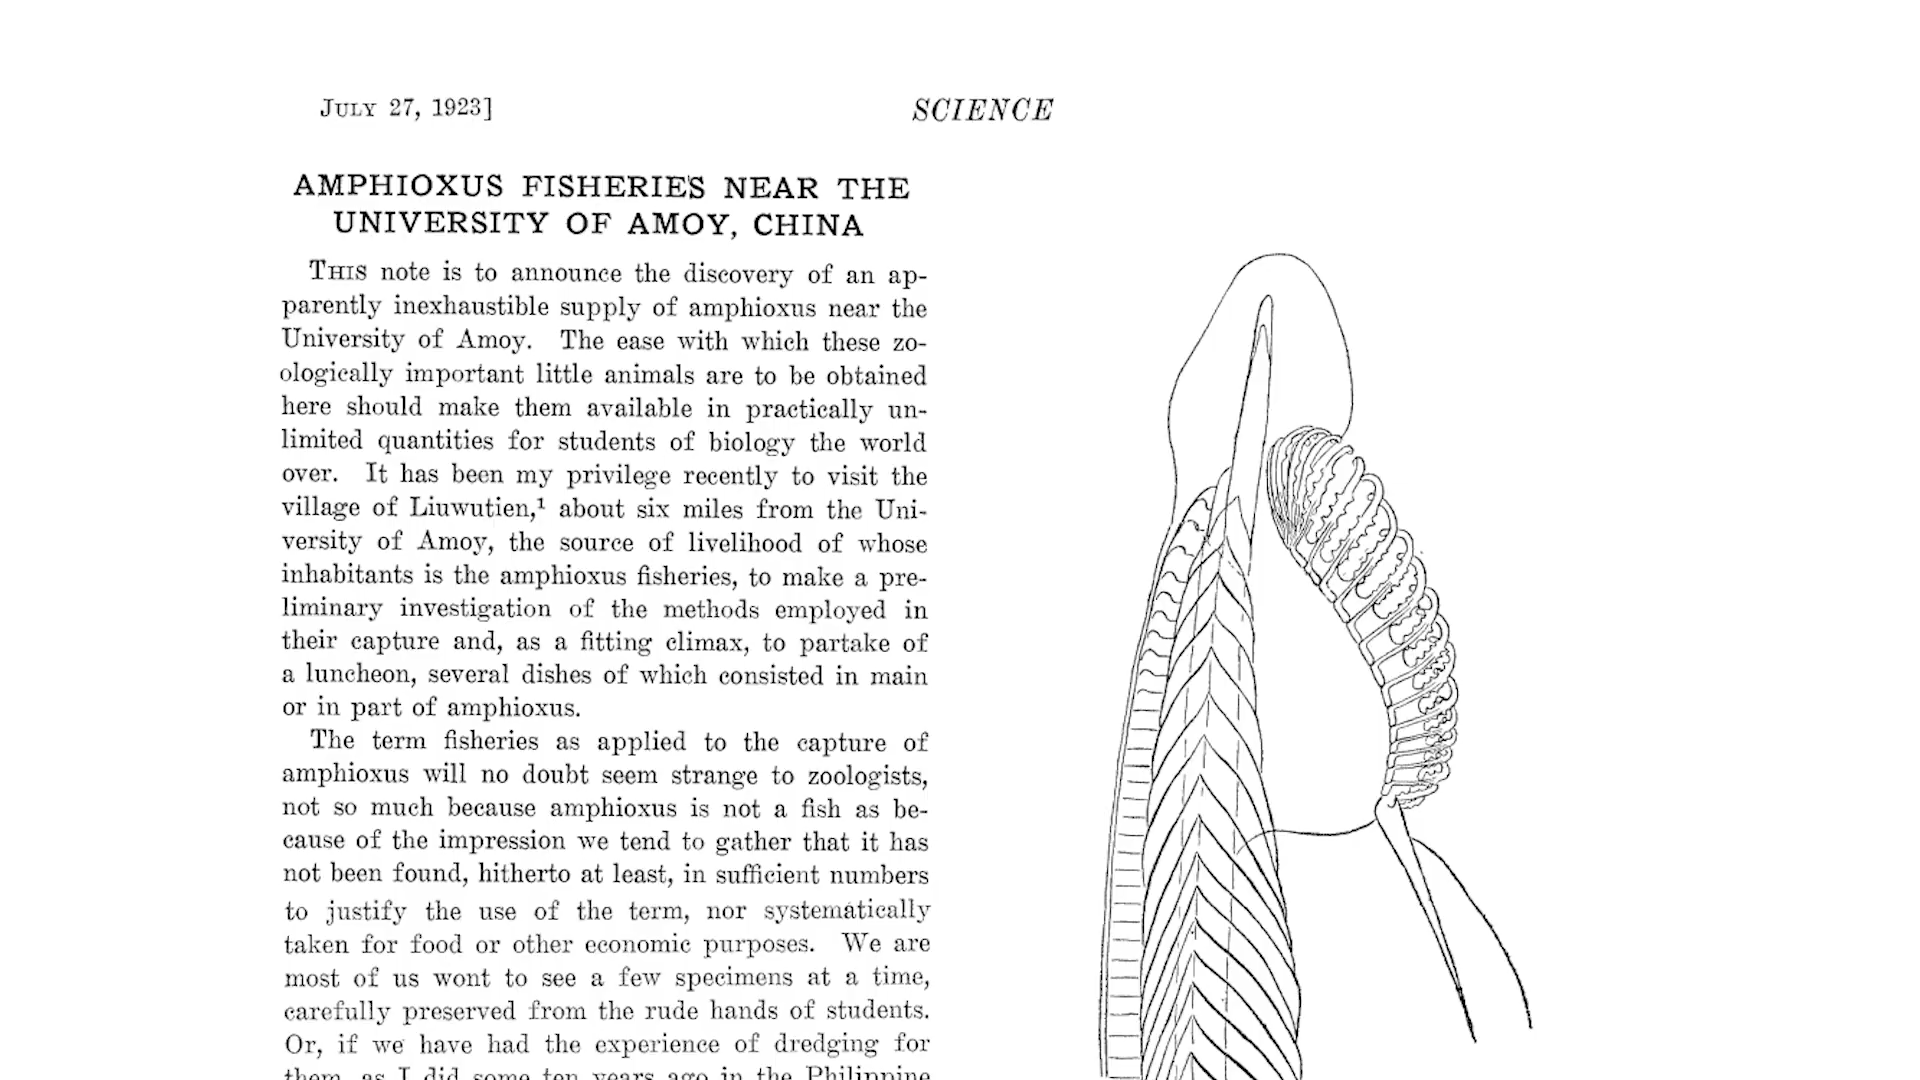 JULY 27, 1923]
SCIENCE
AMPHIOXUS FISHERIES NEAR THE
UNIVERSITY OF AMOY, CHINA
THIS note is to announce the discovery of an ap-
parently inexhaustible supply of amphioxus near the
University of Amoy. The ease with which these zo-
ologically important little animals are to be obtained
here should make them available in practically un-
limited quantities for students of biology the world
over. It has been my privilege recently to visit the
village of Liuwutien,¹ about six miles from the Uni-
versity of Amoy, the source of livelihood of whose
inhabitants is the amphioxus fisheries, to make a pre-
liminary investigation of the methods employed in
their capture and, as a fitting climax, to partake of
a luncheon, several dishes of which consisted in main
or in part of amphioxus.
The term fisheries as applied to the capture of
amphioxus will no doubt seem strange to zoologists,
not so much because amphioxus is not a fish as be-
cause of the impression we tend to gather that it has
not been found, hitherto at least, in sufficient numbers
to justify the use of the term, nor systematically
taken for food or other economic purposes. We are
most of us wont to see a few specimens at a time,
carefully preserved from the rude hands of students.
Or, if we have had the experience of dredging for
them, as I did some ten years ago in the Philippine